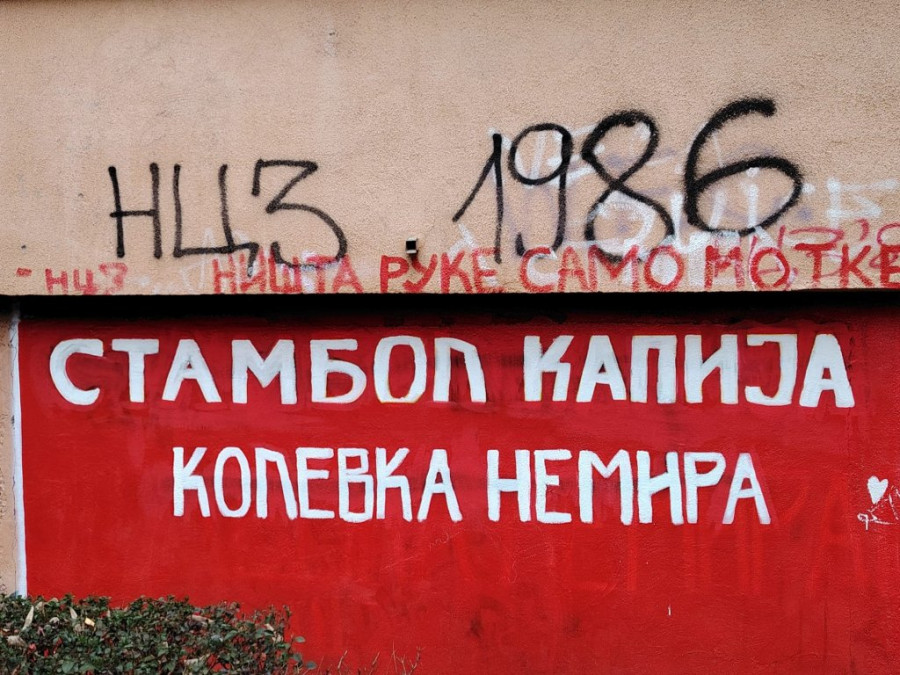 НЦЗ 1986
НЦЗ НИШТА РУКЕ САМО МОТКЕ
СТАМБОЛ КАПИЈА
КОЛЕВКА НЕМИРА